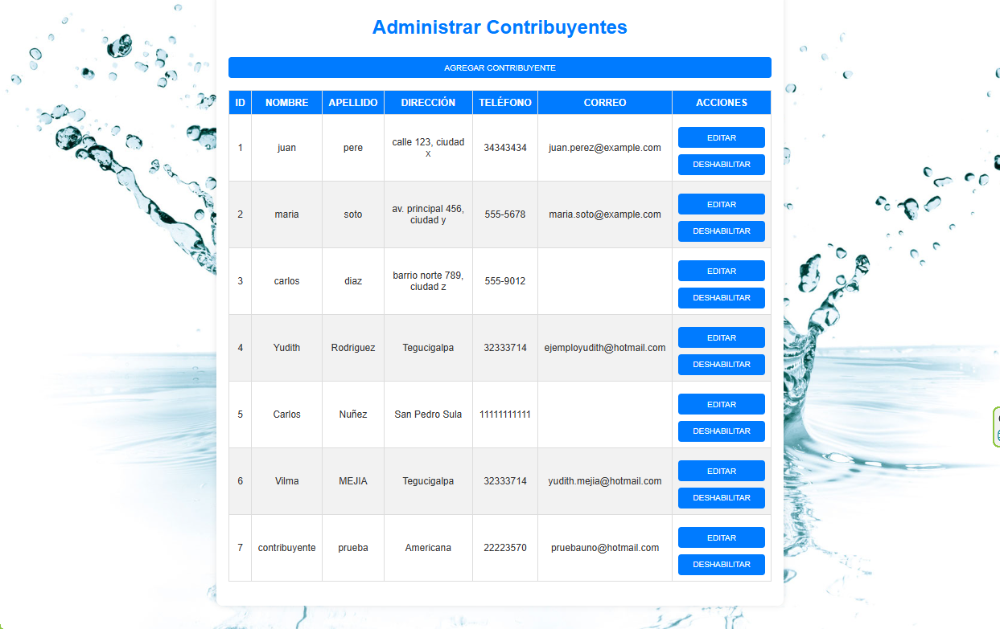 Administrar Contribuyentes
AGREGAR CONTRIBUYENTE
ID NOMBRE APELLIDO DIRECCIÓN TELÉFONO CORREO ACCIONES
1 juan pere calle 123, ciudad x 34343434 juan.perez@example.com EDITAR
DESHABILITAR
2 maria soto av. principal 456, ciudad y 555-5678 maria.soto@example.com EDITAR
DESHABILITAR
3 carlos diaz barrio norte 789, ciudad z 555-9012 EDITAR
DESHABILITAR
4 Yudith Rodriguez Tegucigalpa 32333714 ejemployudith@hotmail.com EDITAR
DESHABILITAR
5 Carlos Nuñez San Pedro Sula 11111111111 EDITAR
DESHABILITAR
6 Vilma MEJIA Tegucigalpa 32333714 yudith.mejia@hotmail.com EDITAR
DESHABILITAR
7 contribuyente prueba Americana 22223570 pruebauno@hotmail.com EDITAR
DESHABILITAR